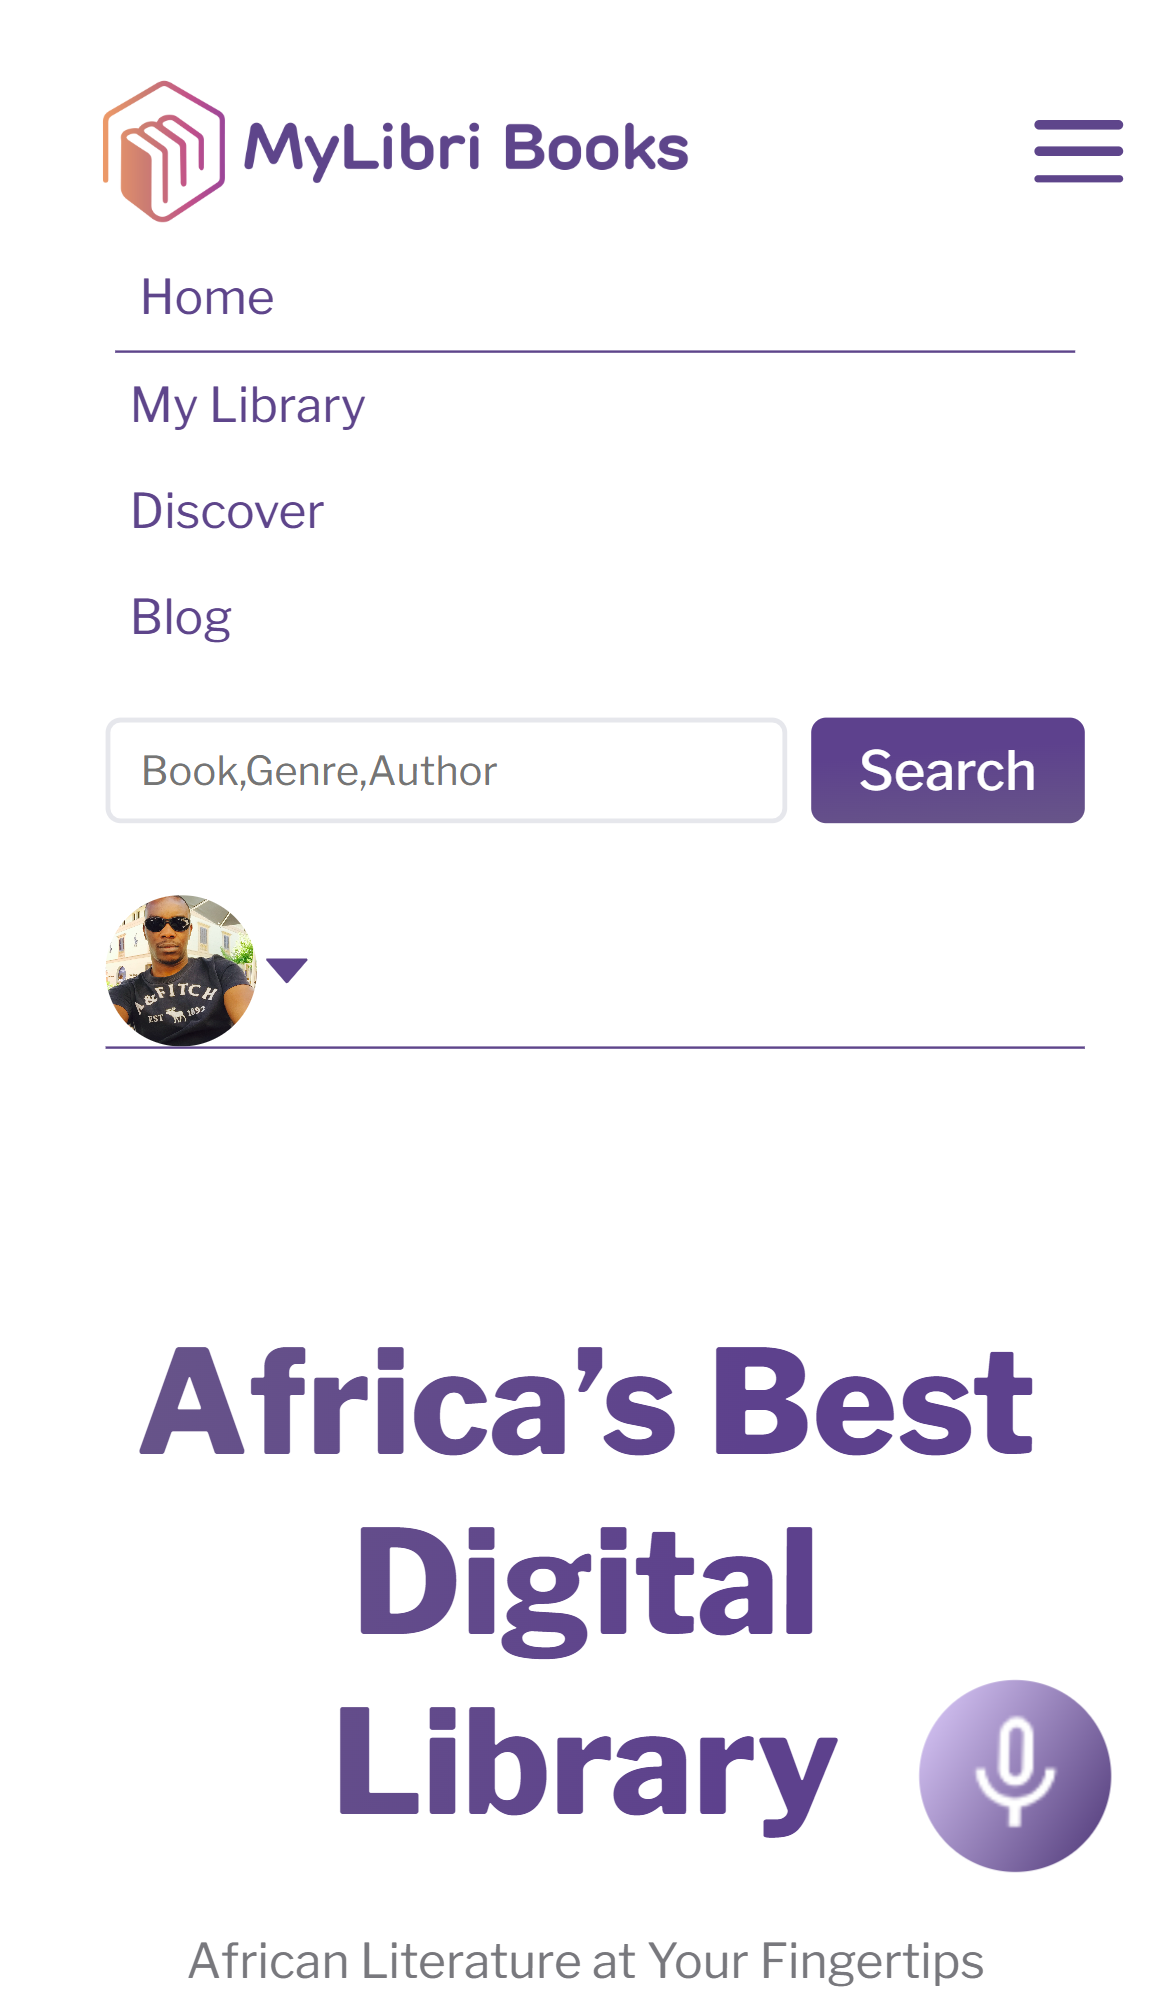 MyLibri Books
Home
My Library
Discover
Blog
Book,Genre,Author
Search
A&FITCH
EST 1892
Africa’s Best
Digital
Library
African Literature at Your Fingertips